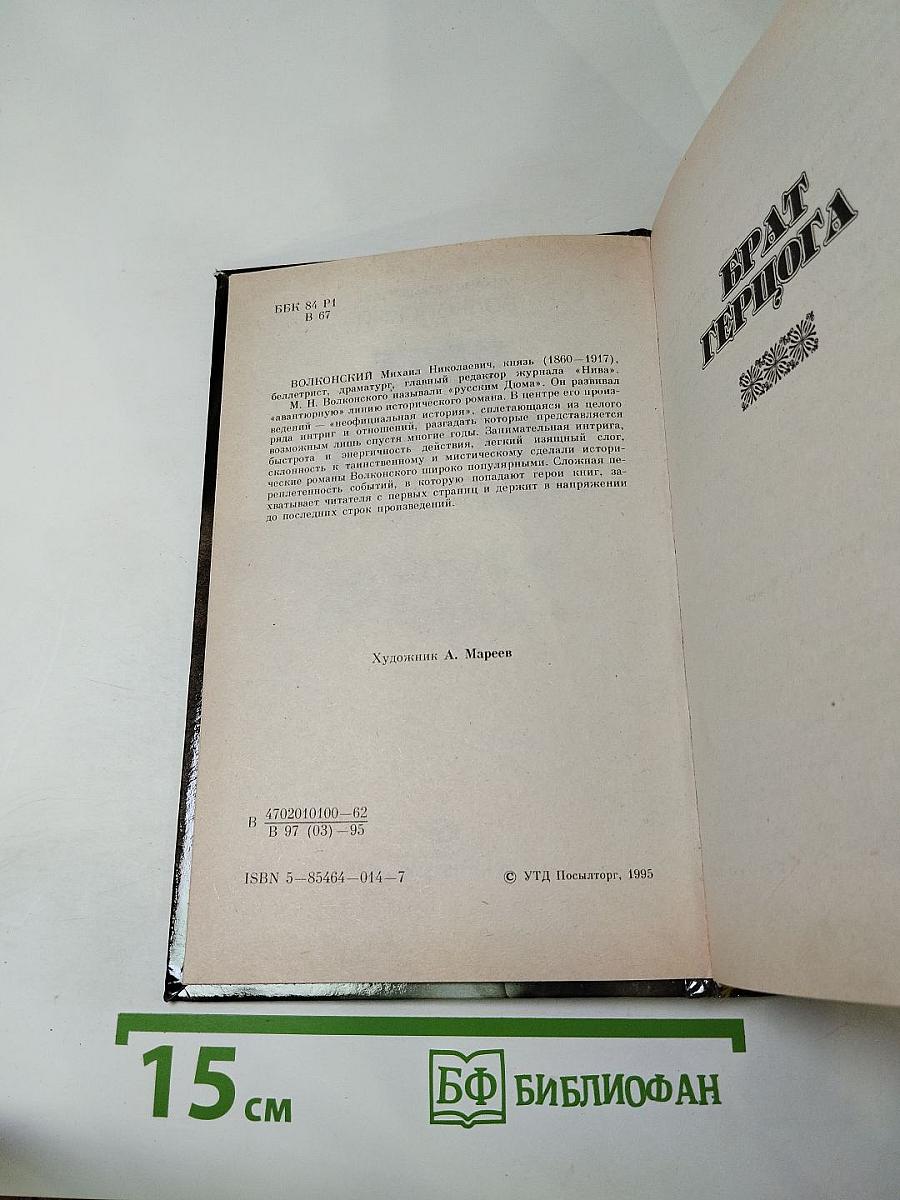 ББК 84 Р1
В 67
ВОЛКОНСКИЙ Михаил Николаевич, князь (1860—1917),
беллетрист, драматург, главный редактор журнала «Нива».
М. Н. Волконского называли «русским Дюма». Он развивал
«авантюрную» линию исторического романа. В центре его произ-
ведений — «неофициальная история», сплетающаяся из целого
ряда интриг и отношений, разгадать которые представляется
возможным лишь спустя многие годы. Занимательная интрига,
быстрота и энергичность действия, легкий изящный слог,
склонность к таинственному и мистическому сделали истори-
ческие романы Волконского широко популярными. Сложная пе-
реплетенность событий, в которую попадают герои книг, за-
хватывает читателя с первых страниц и держит в напряжении
до последних строк произведений.
Художник А. Мареев
В 4702010100—62
В 97 (03) —95
ISBN 5—85464—014—7
© УТД Посылторг, 1995
БРАТ
ГЕРЦОГА
15 см
БФ БИБЛИОФАН